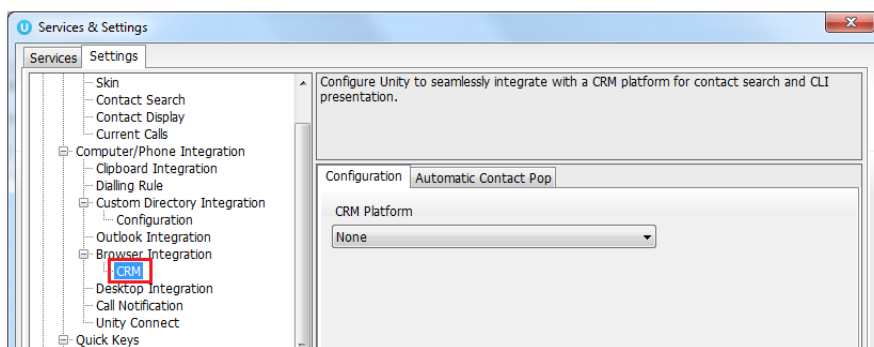 Services & Settings
Services
Settings
Skin
Contact Search
Contact Display
Current Calls
Computer/Phone Integration
Clipboard Integration
Dialling Rule
Custom Directory Integration
Configuration
Outlook Integration
Browser Integration
CRM
Desktop Integration
Call Notification
Unity Connect
Quick Keys
Configure Unity to seamlessly integrate with a CRM platform for contact search and CLI
presentation.
Configuration
Automatic Contact Pop
CRM Platform
None